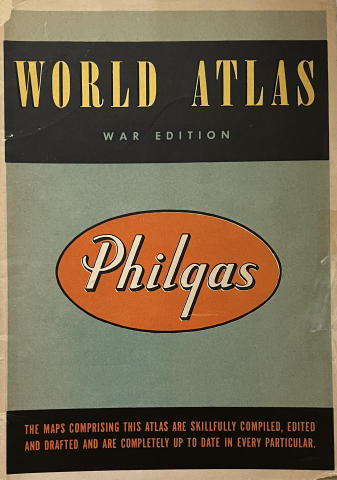 WORLD ATLAS
WAR EDITION
Philgas
THE MAPS COMPRISING THIS ATLAS ARE SKILLFULLY COMPILED, EDITED
AND DRAFTED AND ARE COMPLETELY UP TO DATE IN EVERY PARTICULAR.